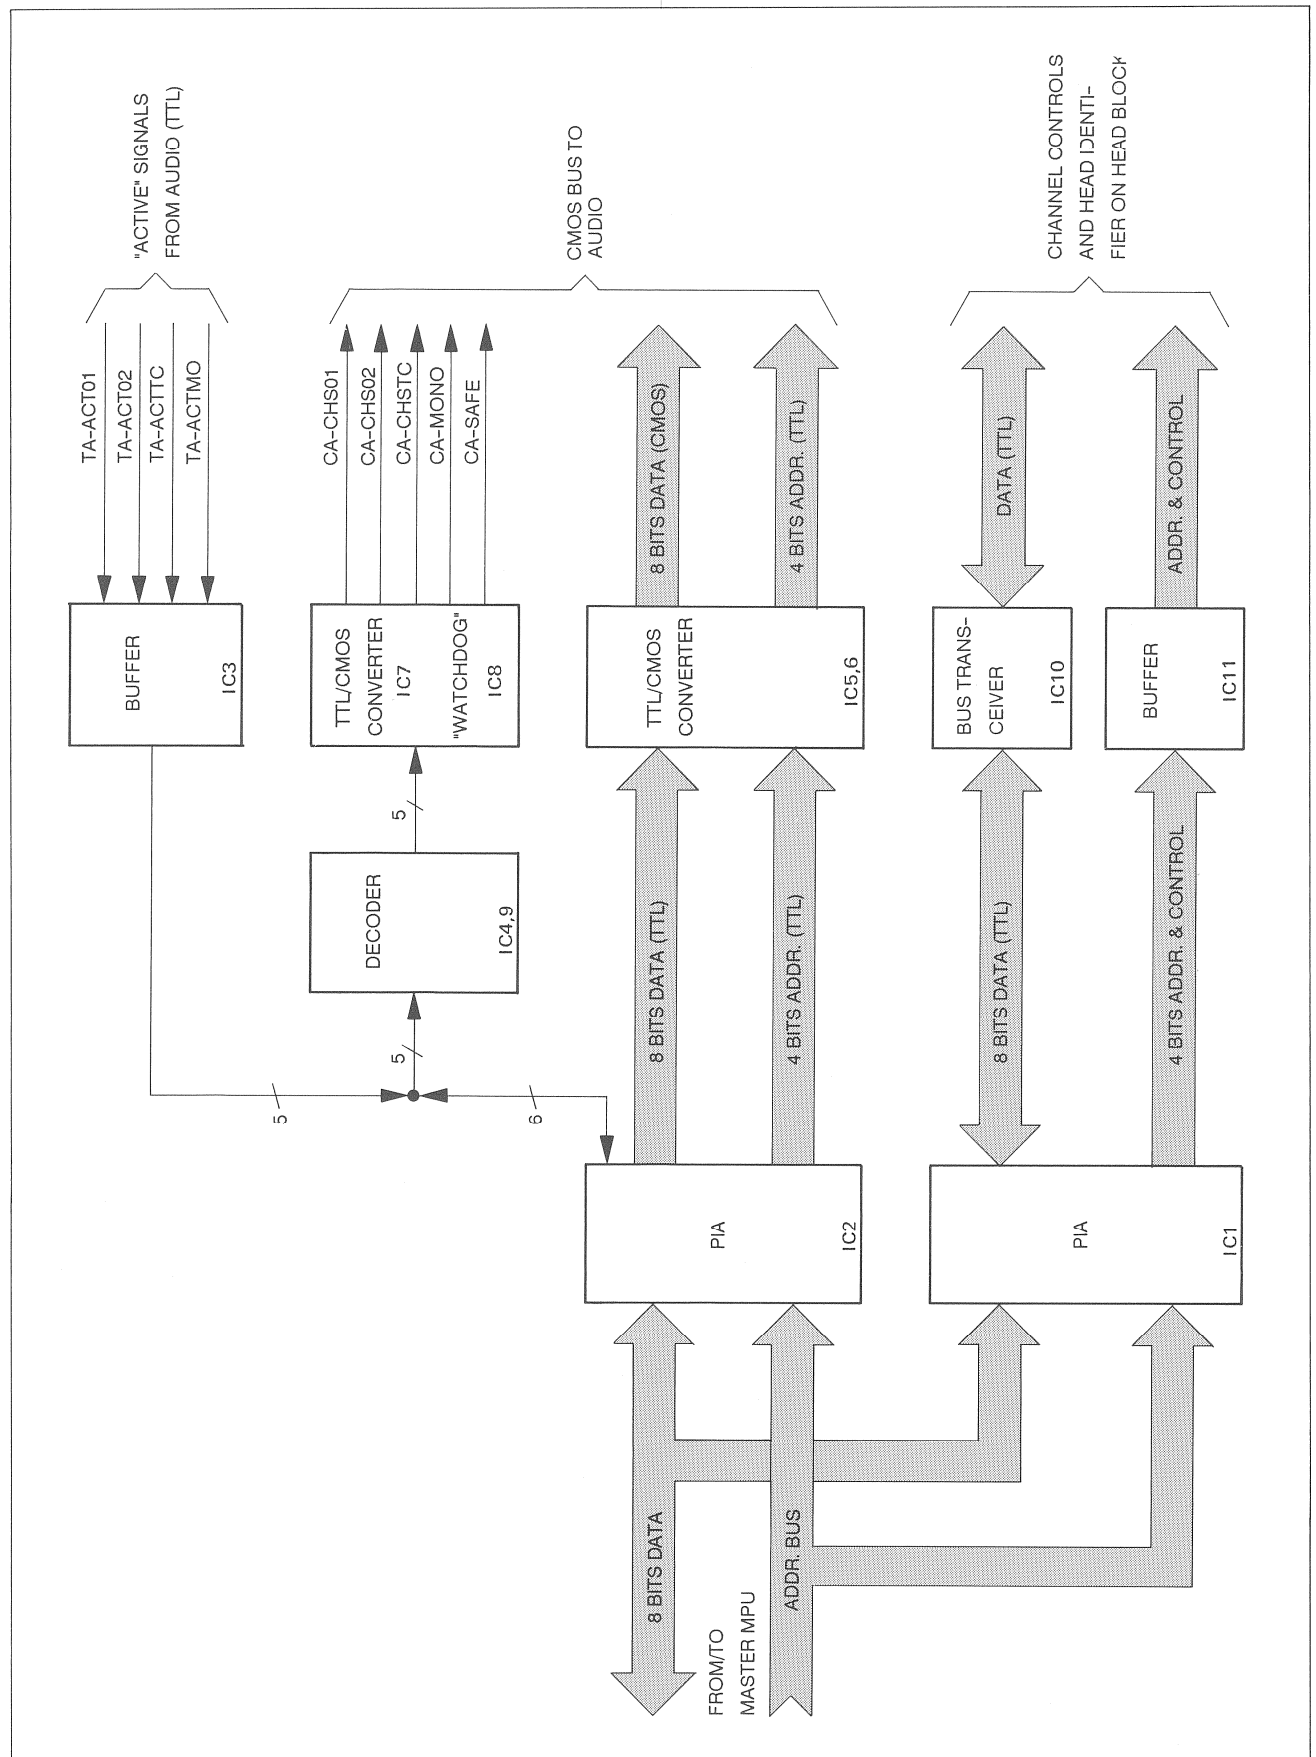 "ACTIVE" SIGNALS
FROM AUDIO (TTL)
TA-ACT01
TA-ACT02
TA-ACTTC
TA-ACTMO
BUFFER
IC3
5
CMOS BUS TO
AUDIO
CA-CHS01
CA-CHS02
CA-CHSTC
CA-MONO
CA-SAFE
TTL/CMOS
CONVERTER
IC7
"WATCHDOG"
IC8
5
DECODER
IC4,9
5
6
8 BITS DATA (CMOS)
4 BITS ADDR. (TTL)
TTL/CMOS
CONVERTER
IC5,6
8 BITS DATA (TTL)
4 BITS ADDR. (TTL)
PIA
IC2
CHANNEL CONTROLS
AND HEAD IDENTI-
FIER ON HEAD BLOCK
DATA (TTL)
ADDR. & CONTROL
BUS TRANS-
CEIVER
IC10
BUFFER
IC11
8 BITS DATA (TTL)
4 BITS ADDR. & CONTROL
PIA
IC1
8 BITS DATA
FROM/TO
MASTER MPU
ADDR. BUS